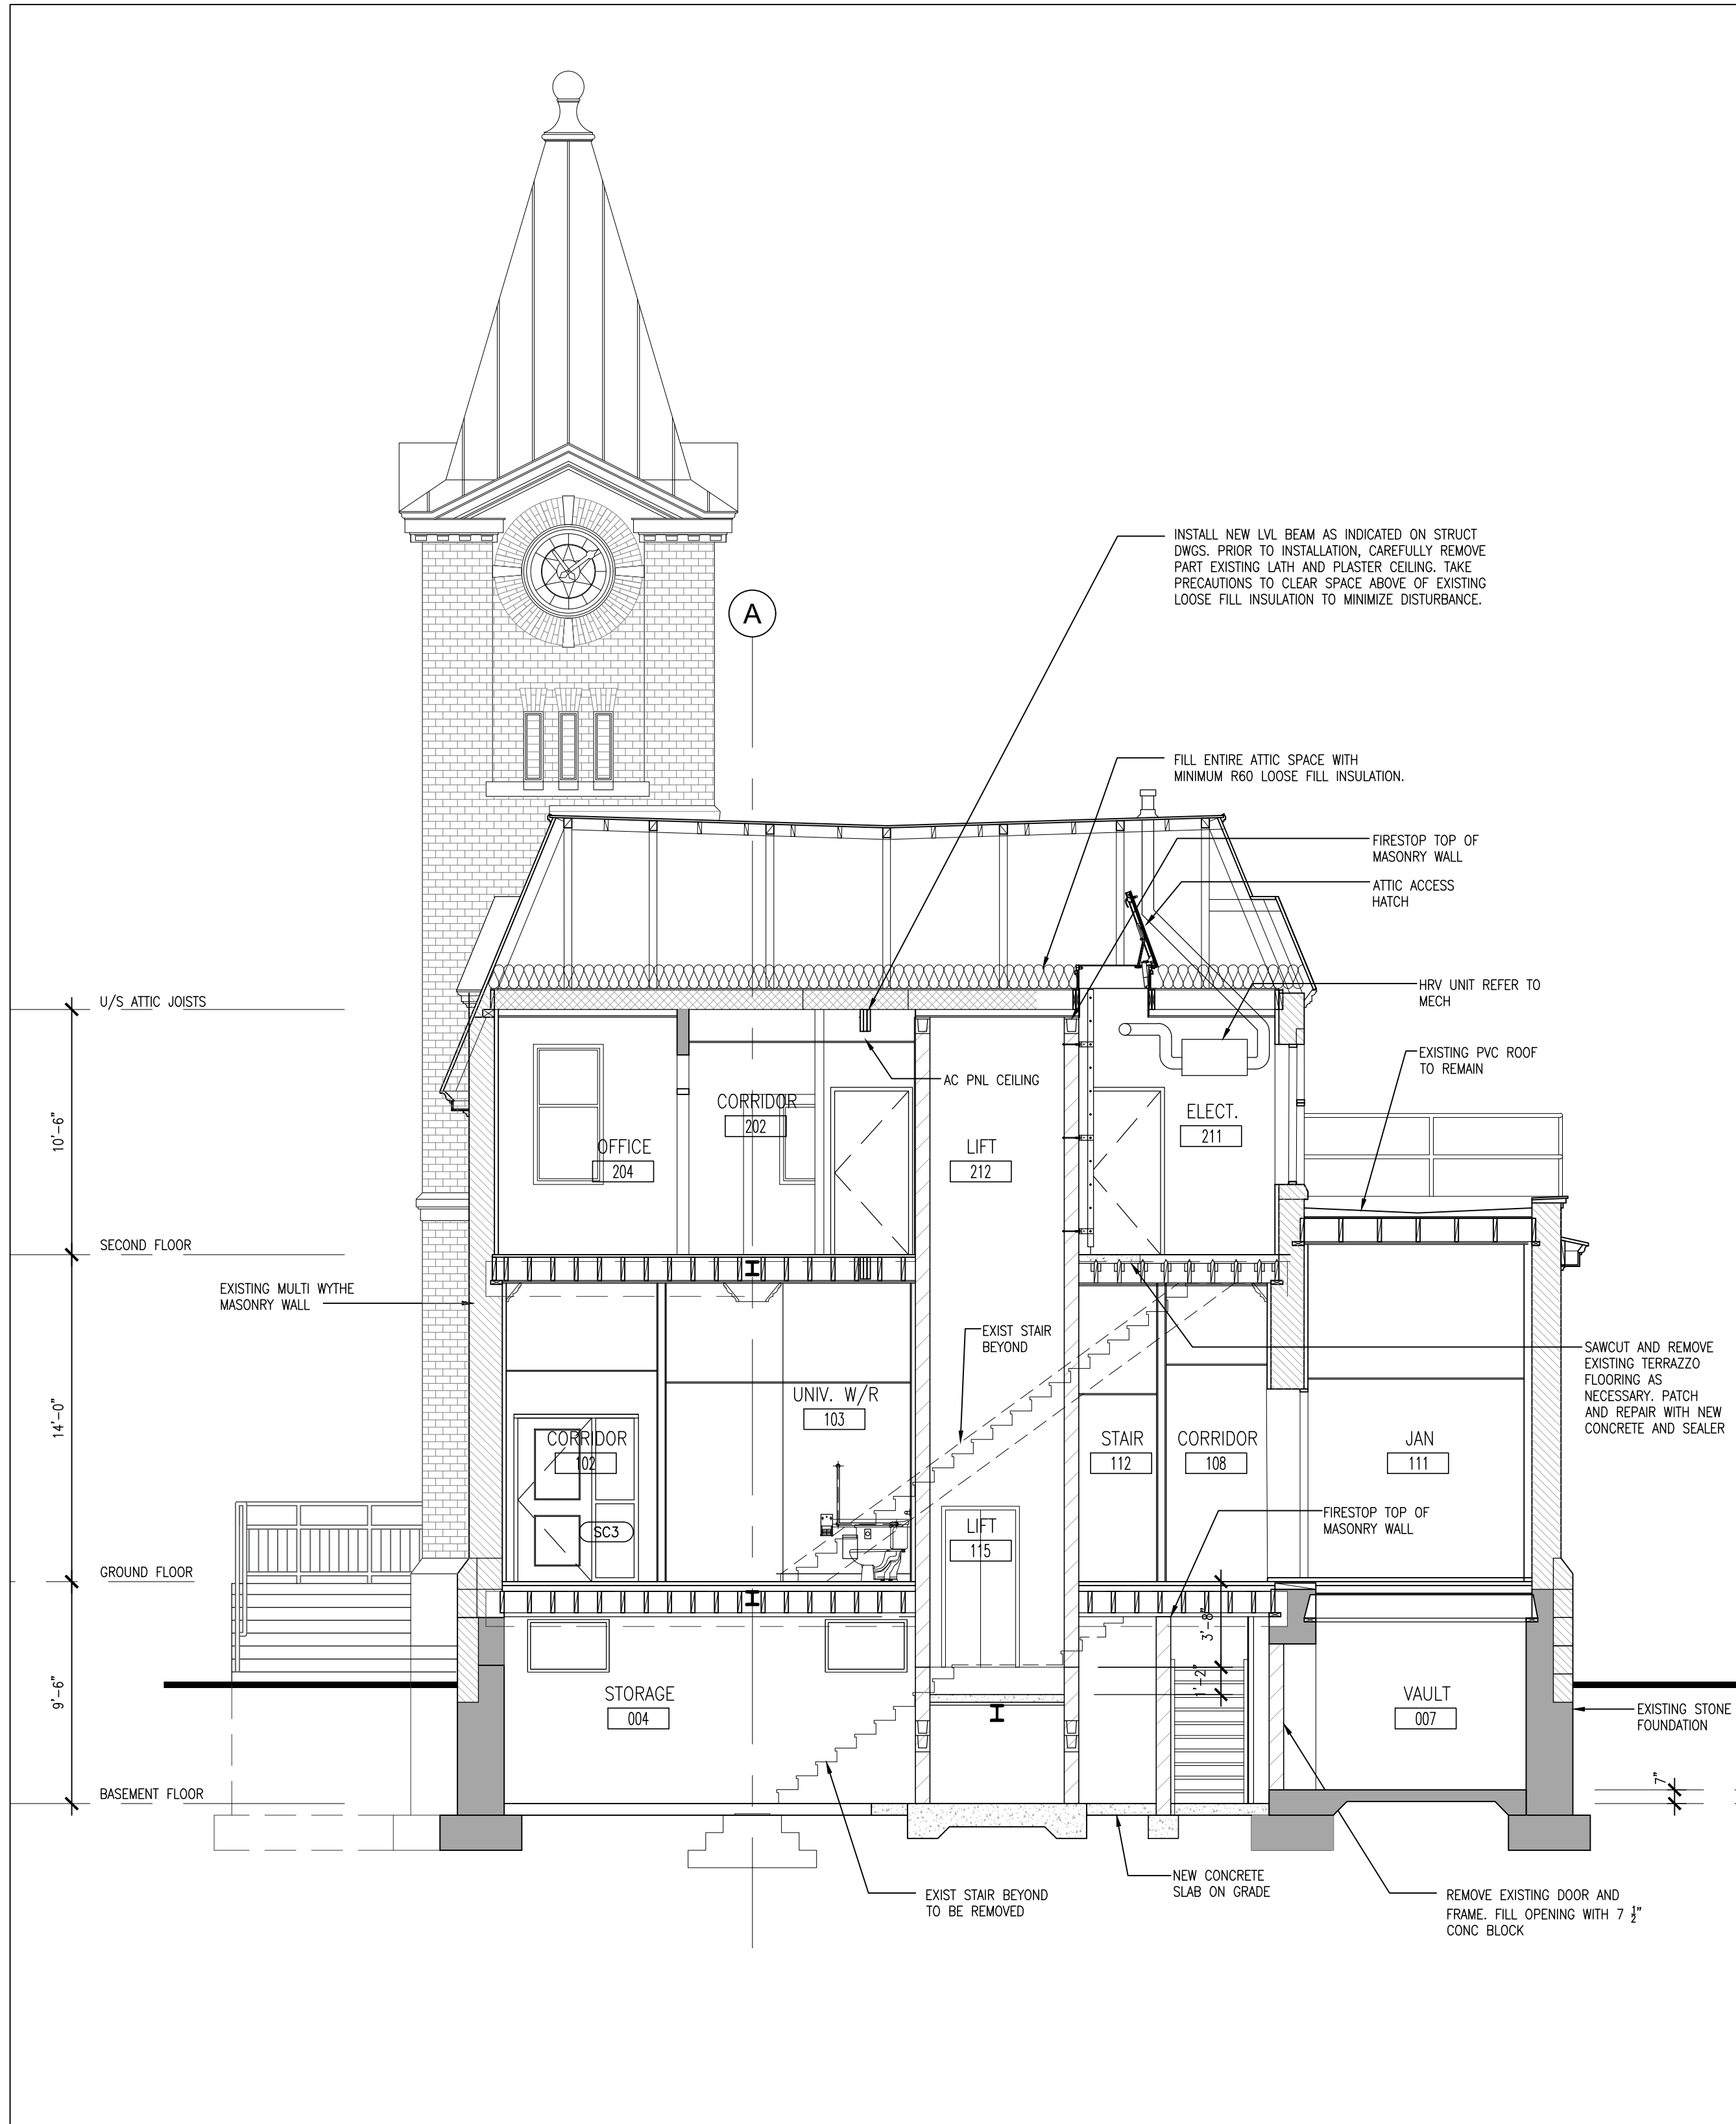 INSTALL NEW LVL BEAM AS INDICATED ON STRUCT
DWGS. PRIOR TO INSTALLATION, CAREFULLY REMOVE
PART EXISTING LATH AND PLASTER CEILING. TAKE
PRECAUTIONS TO CLEAR SPACE ABOVE OF EXISTING
LOOSE FILL INSULATION TO MINIMIZE DISTURBANCE.
A
FILL ENTIRE ATTIC SPACE WITH
MINIMUM R60 LOOSE FILL INSULATION.
FIRESTOP TOP OF
MASONRY WALL
ATTIC ACCESS
HATCH
HRV UNIT REFER TO
MECH
U/S ATTIC JOISTS
EXISTING PVC ROOF
TO REMAIN
AC PNL CEILING
10'-6"
CORRIDOR
202
ELECT.
211
OFFICE
204
LIFT
212
SECOND FLOOR
EXISTING MULTI WYTHE
MASONRY WALL
EXIST STAIR
BEYOND
SAWCUT AND REMOVE
EXISTING TERRAZZO
FLOORING AS
NECESSARY. PATCH
AND REPAIR WITH NEW
CONCRETE AND SEALER
14'-0"
UNIV. W/R
103
CORRIDOR
102
STAIR
112
CORRIDOR
108
JAN
111
SC3
LIFT
115
FIRESTOP TOP OF
MASONRY WALL
GROUND FLOOR
3'-8"
1'-2"
9'-6"
STORAGE
004
VAULT
007
EXISTING STONE
FOUNDATION
7"
BASEMENT FLOOR
NEW CONCRETE
SLAB ON GRADE
EXIST STAIR BEYOND
TO BE REMOVED
REMOVE EXISTING DOOR AND
FRAME. FILL OPENING WITH 7 1/2"
CONC BLOCK